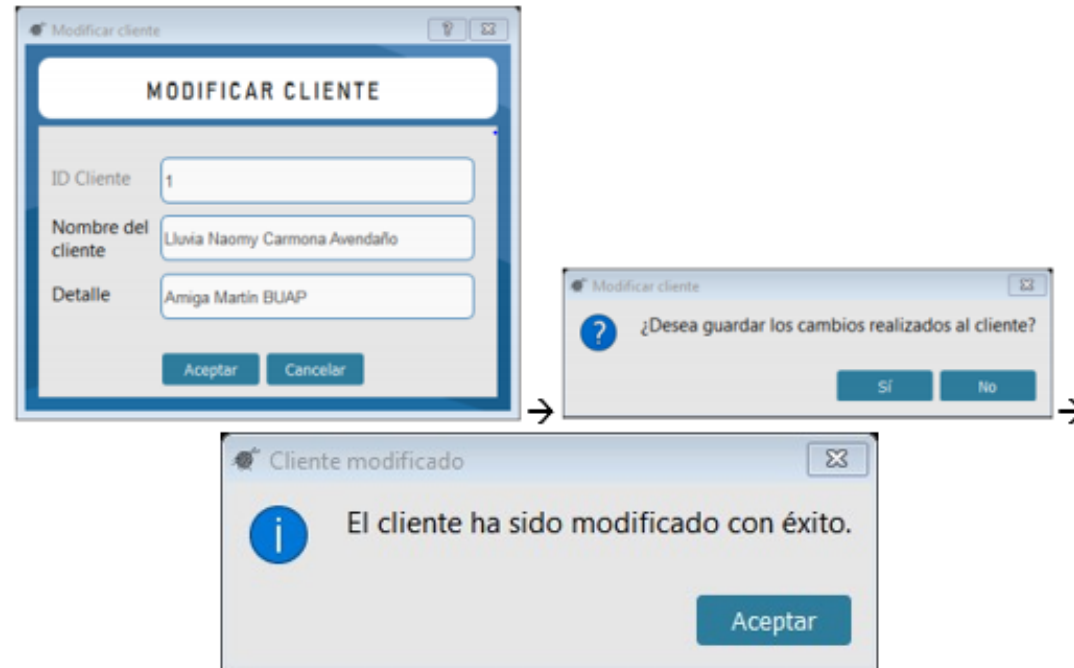 Modificar cliente
MODIFICAR CLIENTE
ID Cliente
1
Nombre del
cliente
Lluvia Naomy Carmona Avendaño
Detalle
Amiga Martín BUAP
Aceptar
Cancelar
→
Modificar cliente
¿Desea guardar los cambios realizados al cliente?
Sí
No
→
Cliente modificado
El cliente ha sido modificado con éxito.
Aceptar